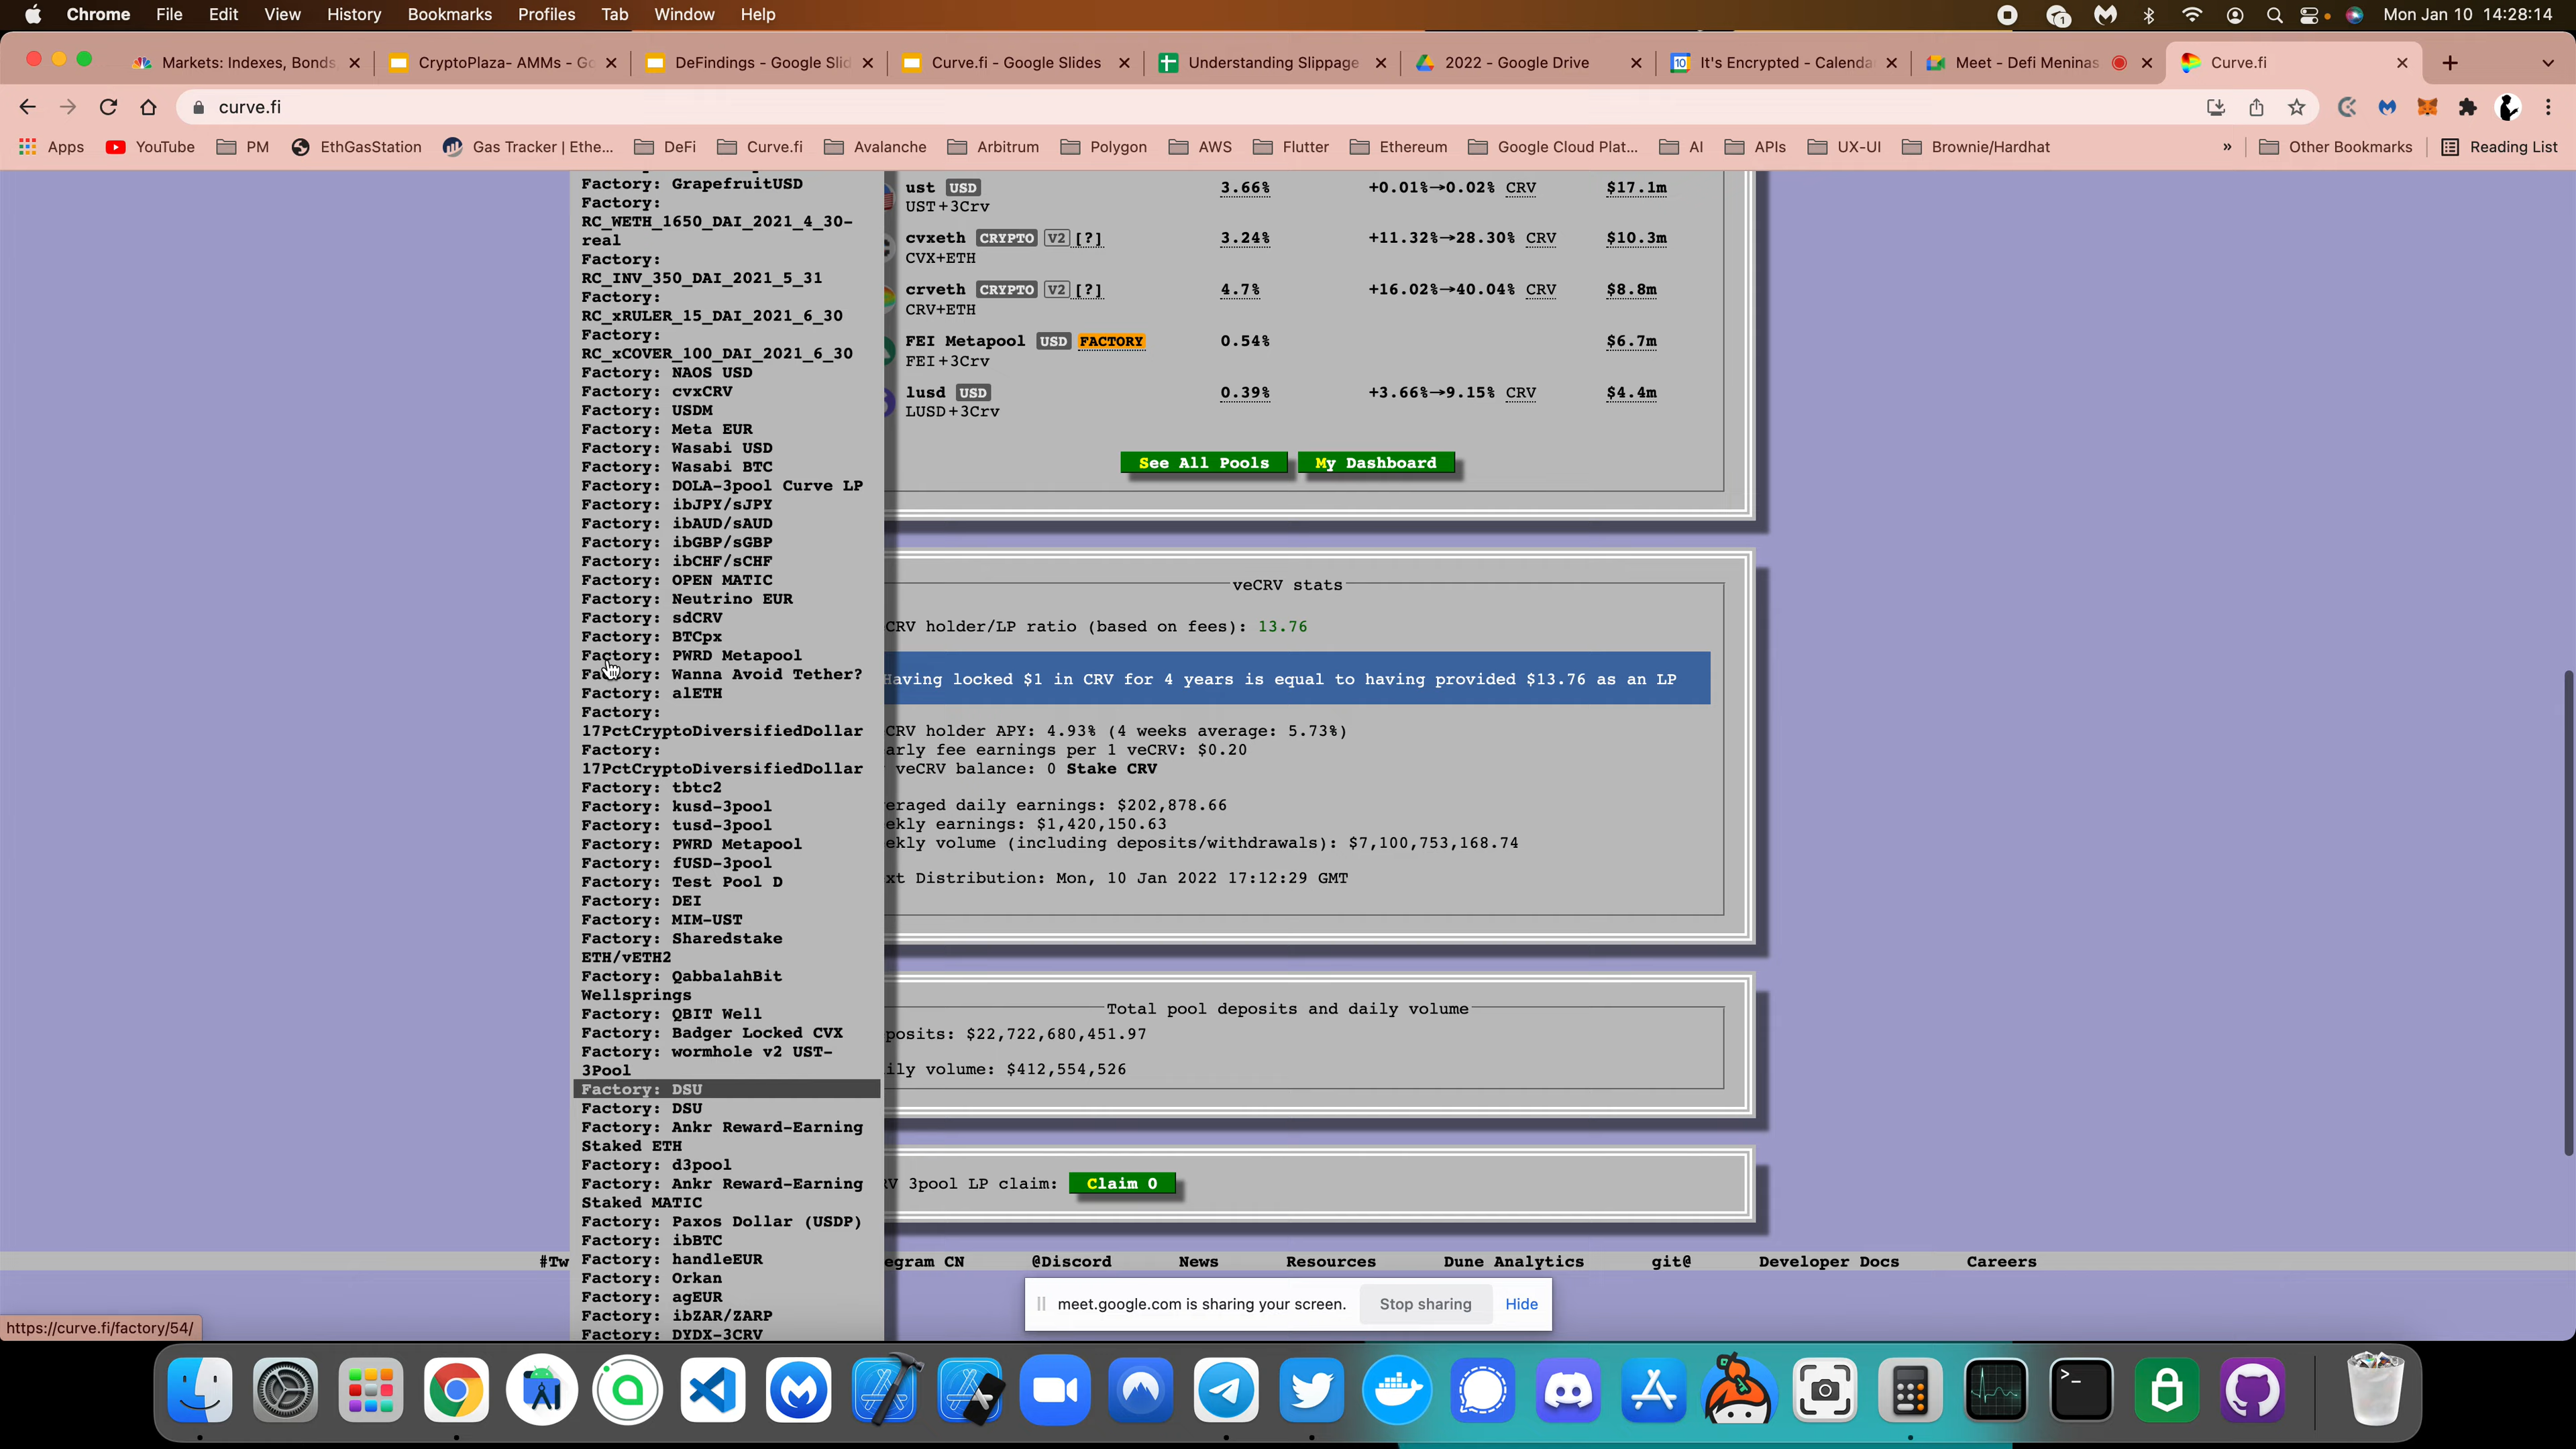 Chrome File Edit View History Bookmarks Profiles Tab Window Help
1
Mon Jan 10 14:28:14
Markets: Indexes, Bonds
CryptoPlaza- AMMs - Go
DeFindings - Google Slid
Curve.fi - Google Slides
Understanding Slippage
2022 - Google Drive
It's Encrypted - Calenda
Meet - Defi Meninas
Curve.fi
curve.fi
Apps YouTube PM EthGasStation Gas Tracker | Ethe... DeFi Curve.fi Avalanche Arbitrum Polygon AWS Flutter Ethereum Google Cloud Plat... AI APIs UX-UI Brownie/Hardhat » Other Bookmarks Reading List
Factory: GrapefruitUSD
Factory:
RC_WETH_1650_DAI_2021_4_30-
real
Factory:
RC_INV_350_DAI_2021_5_31
Factory:
RC_xRULER_15_DAI_2021_6_30
Factory:
RC_xCOVER_100_DAI_2021_6_30
Factory: NAOS USD
Factory: cvxCRV
Factory: USDM
Factory: Meta EUR
Factory: Wasabi USD
Factory: Wasabi BTC
Factory: DOLA-3pool Curve LP
Factory: ibJPY/sJPY
Factory: ibAUD/sAUD
Factory: ibGBP/sGBP
Factory: ibCHF/sCHF
Factory: OPEN MATIC
Factory: Neutrino EUR
Factory: sdCRV
Factory: BTCpx
Factory: PWRD Metapool
Factory: Wanna Avoid Tether?
Factory: alETH
Factory:
17PctCryptoDiversifiedDollar
Factory:
17PctCryptoDiversifiedDollar
Factory: tbtc2
Factory: kusd-3pool
Factory: tusd-3pool
Factory: PWRD Metapool
Factory: fUSD-3pool
Factory: Test Pool D
Factory: DEI
Factory: MIM-UST
Factory: Sharedstake
ETH/vETH2
Factory: QabbalahBit
Wellsprings
Factory: QBIT Well
Factory: Badger Locked CVX
Factory: wormhole v2 UST-
3Pool
Factory: DSU
Factory: DSU
Factory: Ankr Reward-Earning
Staked ETH
Factory: d3pool
Factory: Ankr Reward-Earning
Staked MATIC
Factory: Paxos Dollar (USDP)
Factory: ibBTC
Factory: handleEUR
Factory: Orkan
Factory: agEUR
Factory: ibZAR/ZARP
Factory: DYDX-3CRV
ust USD 3.66% +0.01%→0.02% CRV $17.1m
UST+3Crv
cvxeth CRYPTO V2 [?] 3.24% +11.32%→28.30% CRV $10.3m
CVX+ETH
crveth CRYPTO V2 [?] 4.7% +16.02%→40.04% CRV $8.8m
CRV+ETH
FEI Metapool USD FACTORY 0.54% $6.7m
FEI+3Crv
lusd USD 0.39% +3.66%→9.15% CRV $4.4m
LUSD+3Crv
See All Pools My Dashboard
veCRV stats
CRV holder/LP ratio (based on fees): 13.76
Having locked $1 in CRV for 4 years is equal to having provided $13.76 as an LP
CRV holder APY: 4.93% (4 weeks average: 5.73%)
arly fee earnings per 1 veCRV: $0.20
veCRV balance: 0 Stake CRV
eraged daily earnings: $202,878.66
ekly earnings: $1,420,150.63
ekly volume (including deposits/withdrawals): $7,100,753,168.74
xt Distribution: Mon, 10 Jan 2022 17:12:29 GMT
Total pool deposits and daily volume
posits: $22,722,680,451.97
ily volume: $412,554,526
RV 3pool LP claim: Claim 0
#Tw egram CN @Discord News Resources Dune Analytics git@ Developer Docs Careers
meet.google.com is sharing your screen. Stop sharing Hide
https://curve.fi/factory/54/